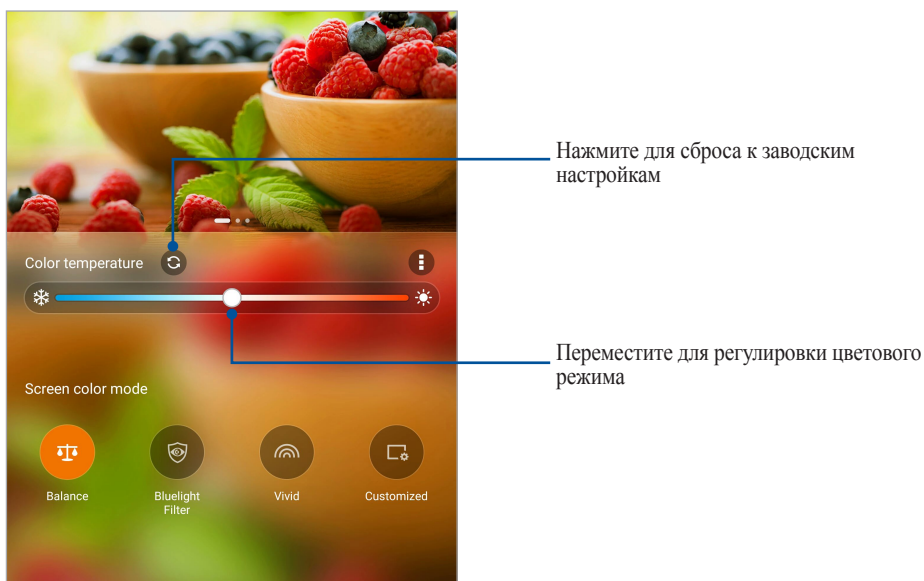 Нажмите для сброса к заводским
настройкам
Color temperature
Переместите для регулировки цветового
режима
Screen color mode
Balance
Bluelight
Filter
Vivid
Customized